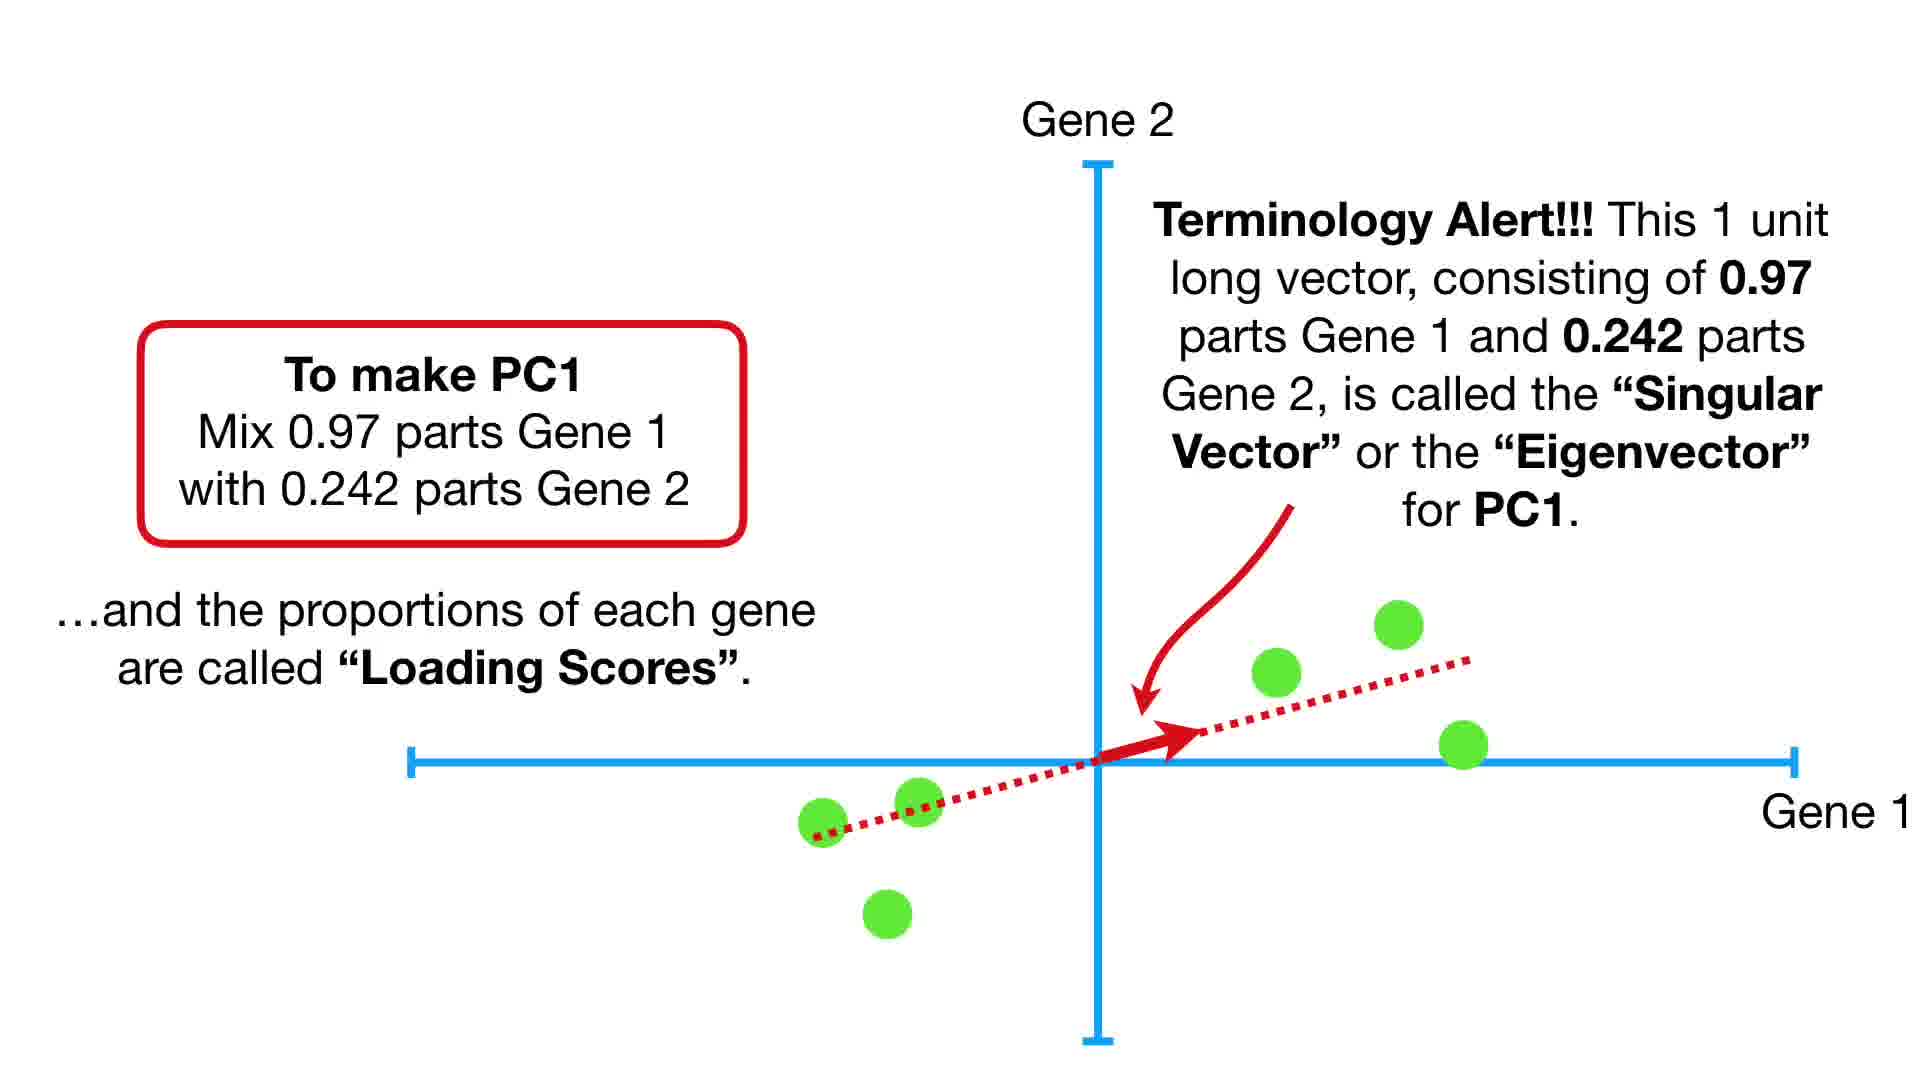 Gene 2
Terminology Alert!!! This 1 unit
long vector, consisting of 0.97
parts Gene 1 and 0.242 parts
Gene 2, is called the “Singular
Vector” or the “Eigenvector”
for PC1.
To make PC1
Mix 0.97 parts Gene 1
with 0.242 parts Gene 2
…and the proportions of each gene
are called “Loading Scores”.
Gene 1